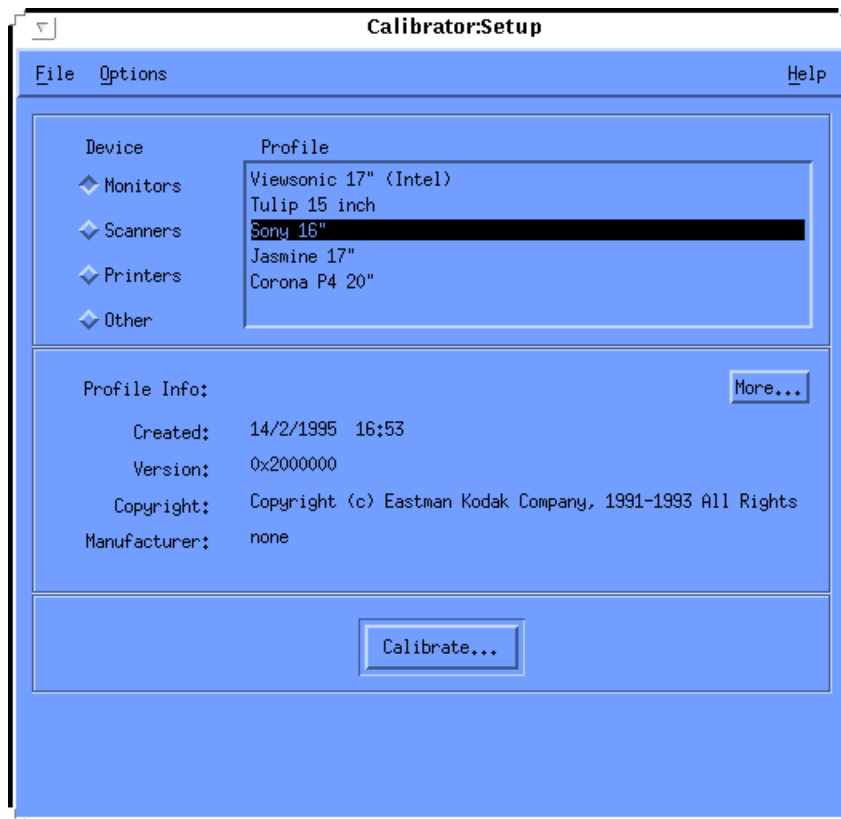 Calibrator:Setup
File Options Help
Device Profile
Monitors
Scanners
Printers
Other
Viewsonic 17" (Intel)
Tulip 15 inch
Sony 16"
Jasmine 17"
Corona P4 20"
Profile Info: More...
Created: 14/2/1995 16:53
Version: 0x2000000
Copyright: Copyright (c) Eastman Kodak Company, 1991-1993 All Rights
Manufacturer: none
Calibrate...